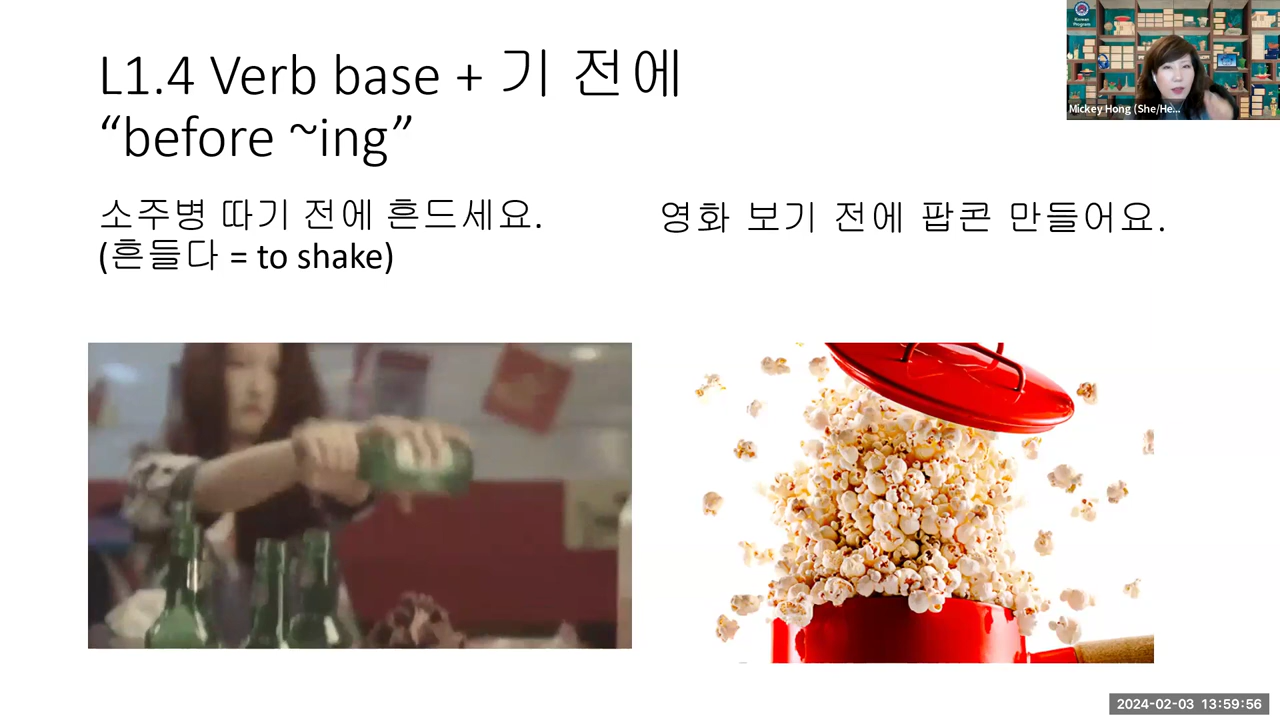 L1.4 Verb base + 기 전에
“before ~ing”
소주병 따기 전에 흔드세요.
(흔들다 = to shake)
영화 보기 전에 팝콘 만들어요.
Korean
Program
Mickey Hong (She/He...
2024-02-03 13:59:56